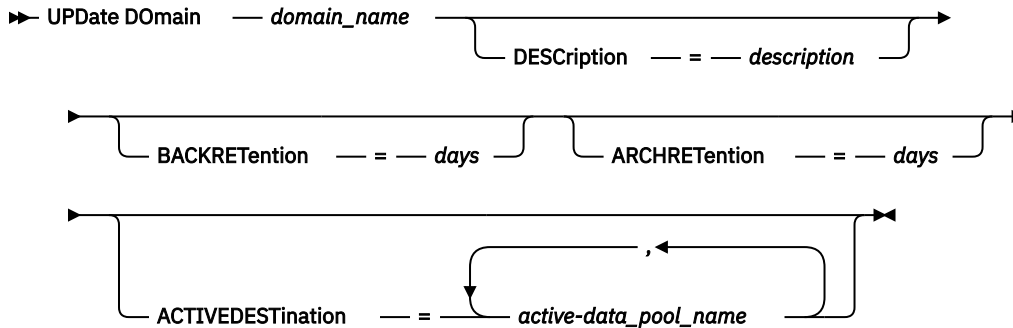 UPDate DOmain domain_name
DESCription = description
BACKRETention = days ARCHRETention = days
,
ACTIVEDESTination = active-data_pool_name